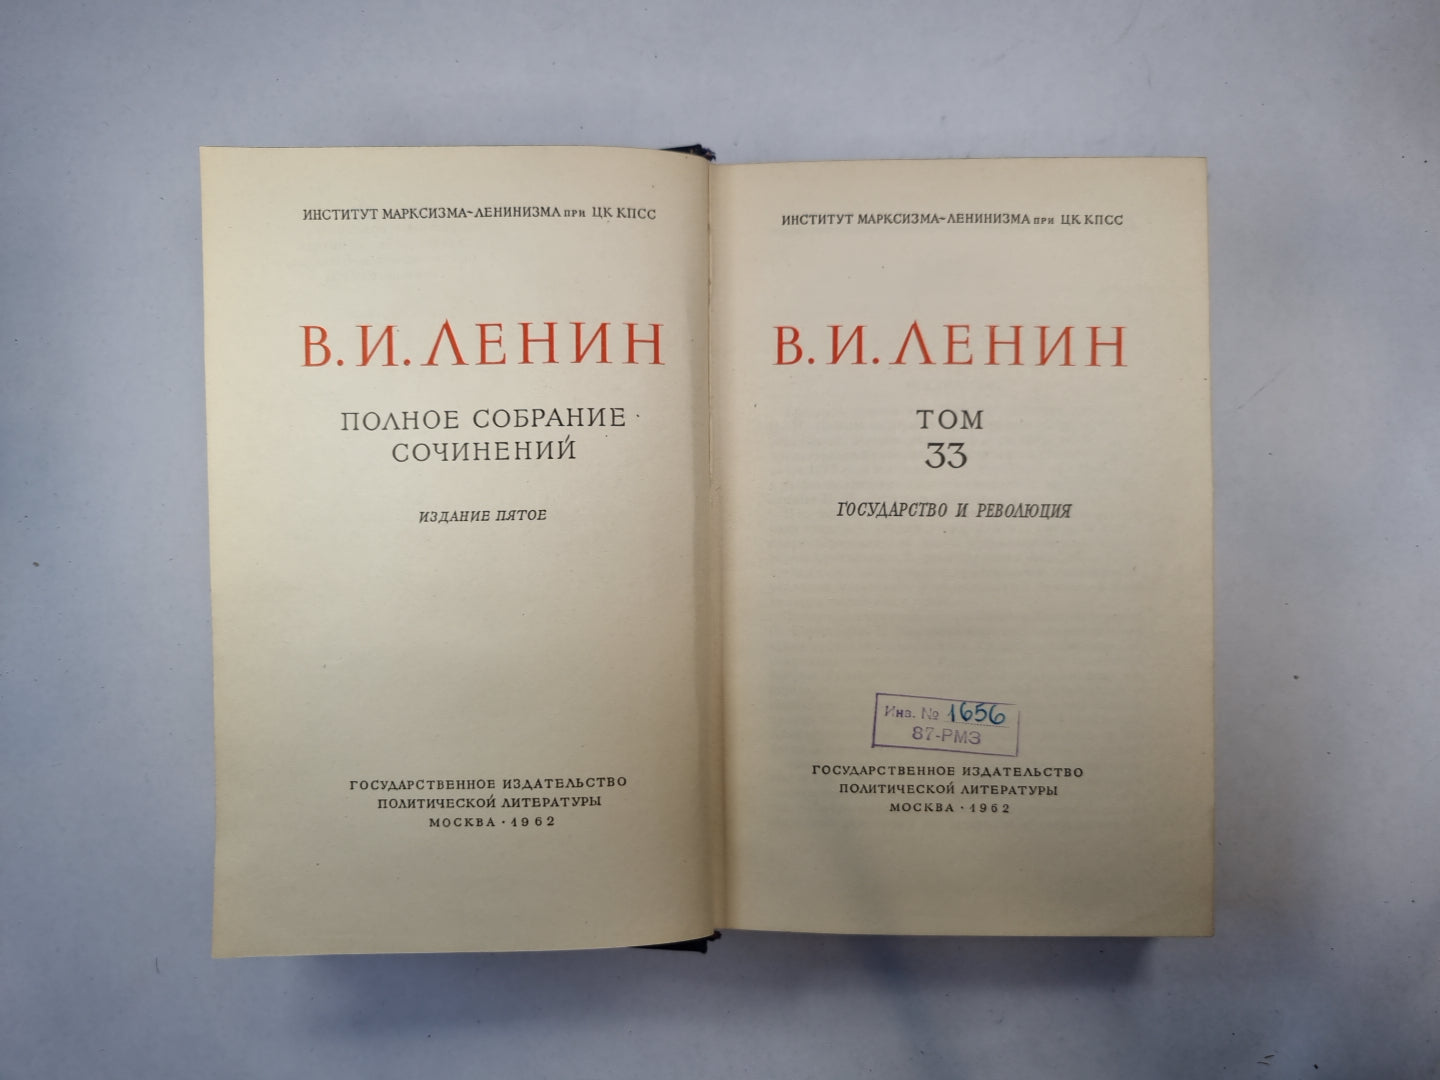 ИНСТИТУТ МАРКСИЗМА-ЛЕНИНИЗМА ПРИ ЦК КПСС
В. И. ЛЕНИН
ПОЛНОЕ СОБРАНИЕ
СОЧИНЕНИЙ
ИЗДАНИЕ ПЯТОЕ
ГОСУДАРСТВЕННОЕ ИЗДАТЕЛЬСТВО
ПОЛИТИЧЕСКОЙ ЛИТЕРАТУРЫ
МОСКВА · 1962
ИНСТИТУТ МАРКСИЗМА-ЛЕНИНИЗМА ПРИ ЦК КПСС
В. И. ЛЕНИН
ТОМ
33
ГОСУДАРСТВО И РЕВОЛЮЦИЯ
Инв. № 1656
87-РМЗ
ГОСУДАРСТВЕННОЕ ИЗДАТЕЛЬСТВО
ПОЛИТИЧЕСКОЙ ЛИТЕРАТУРЫ
МОСКВА · 1962